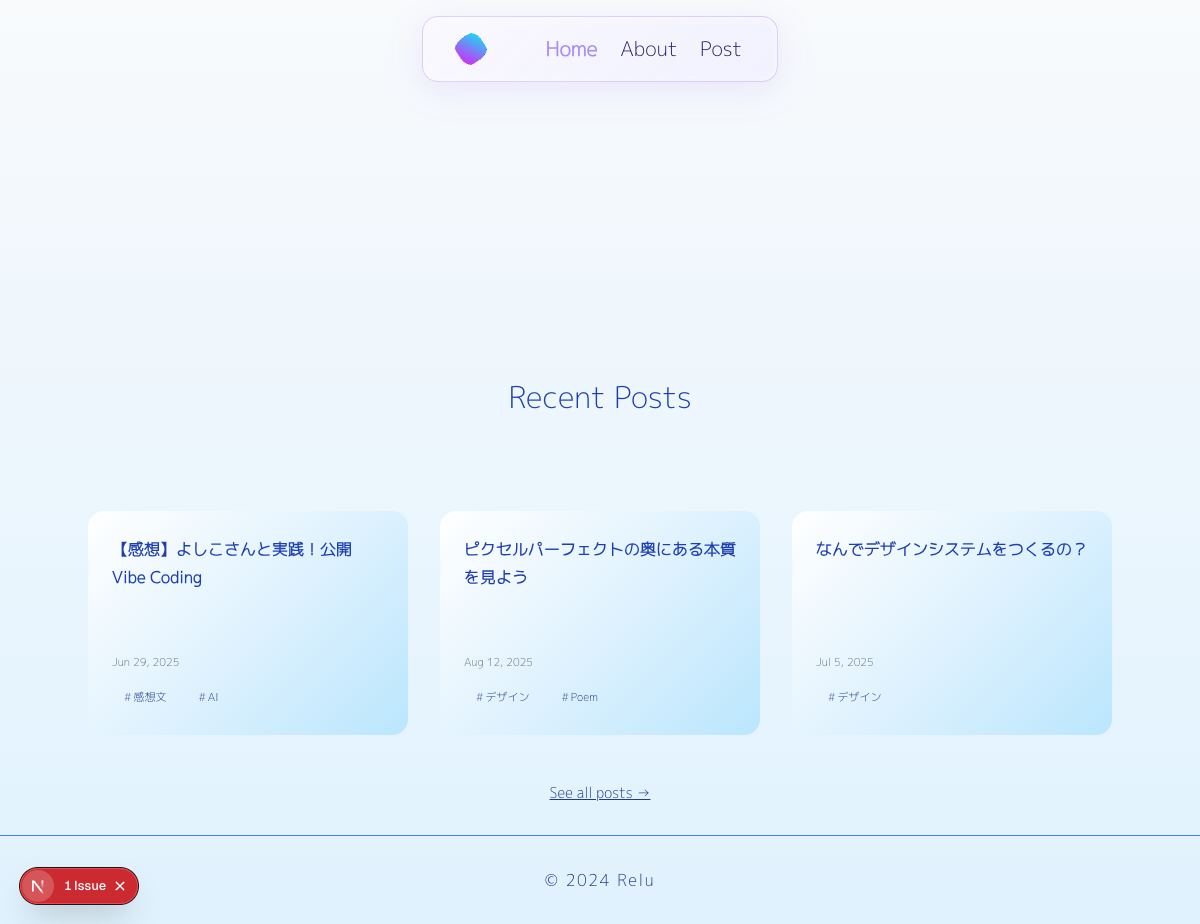 Home About Post
Recent Posts
【感想】よしこさんと実践！公開
Vibe Coding
Jun 29, 2025
# 感想文 # AI
ピクセルパーフェクトの奥にある本質
を見よう
Aug 12, 2025
# デザイン # Poem
なんでデザインシステムをつくるの？
Jul 5, 2025
# デザイン
See all posts →
N 1 Issue ✕
© 2024 Relu